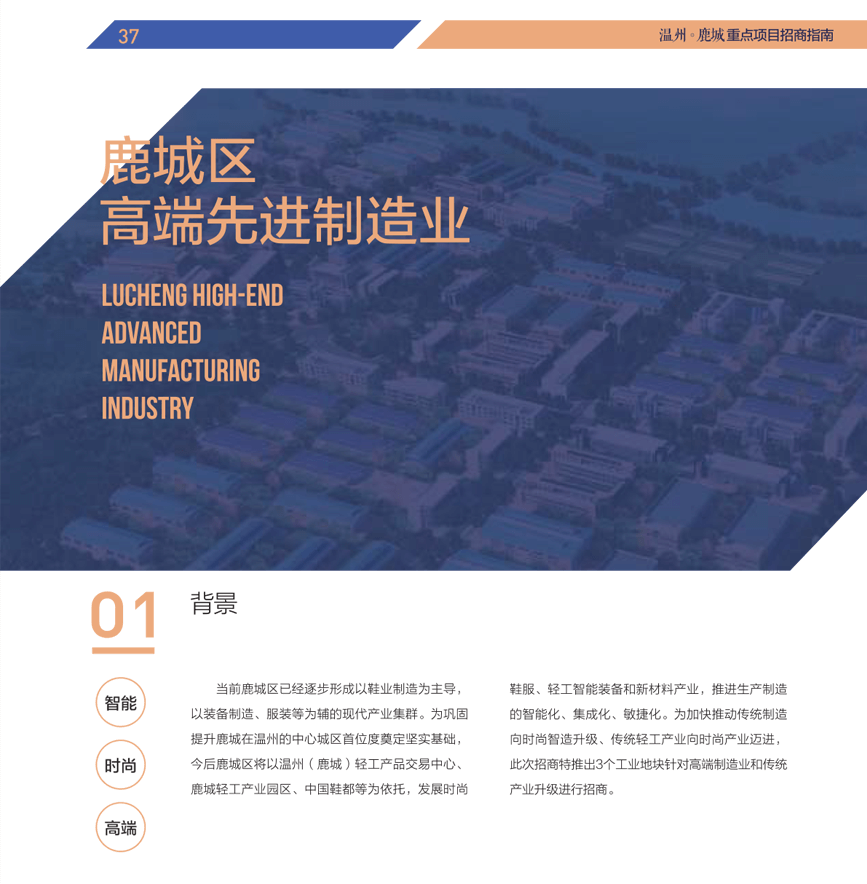 37
温州·鹿城重点项目招商指南
鹿城区
高端先进制造业
LUCHENG HIGH-END
ADVANCED
MANUFACTURING
INDUSTRY
01
背景
智能
时尚
高端
当前鹿城区已经逐步形成以鞋业制造为主导，
以装备制造、服装等为辅的现代产业集群。为巩固
提升鹿城在温州的中心城区首位度奠定坚实基础，
今后鹿城区将以温州（鹿城）轻工产品交易中心、
鹿城轻工产业园区、中国鞋都等为依托，发展时尚
鞋服、轻工智能装备和新材料产业，推进生产制造
的智能化、集成化、敏捷化。为加快推动传统制造
向时尚智造升级、传统轻工产业向时尚产业迈进，
此次招商特推出3个工业地块针对高端制造业和传统
产业升级进行招商。